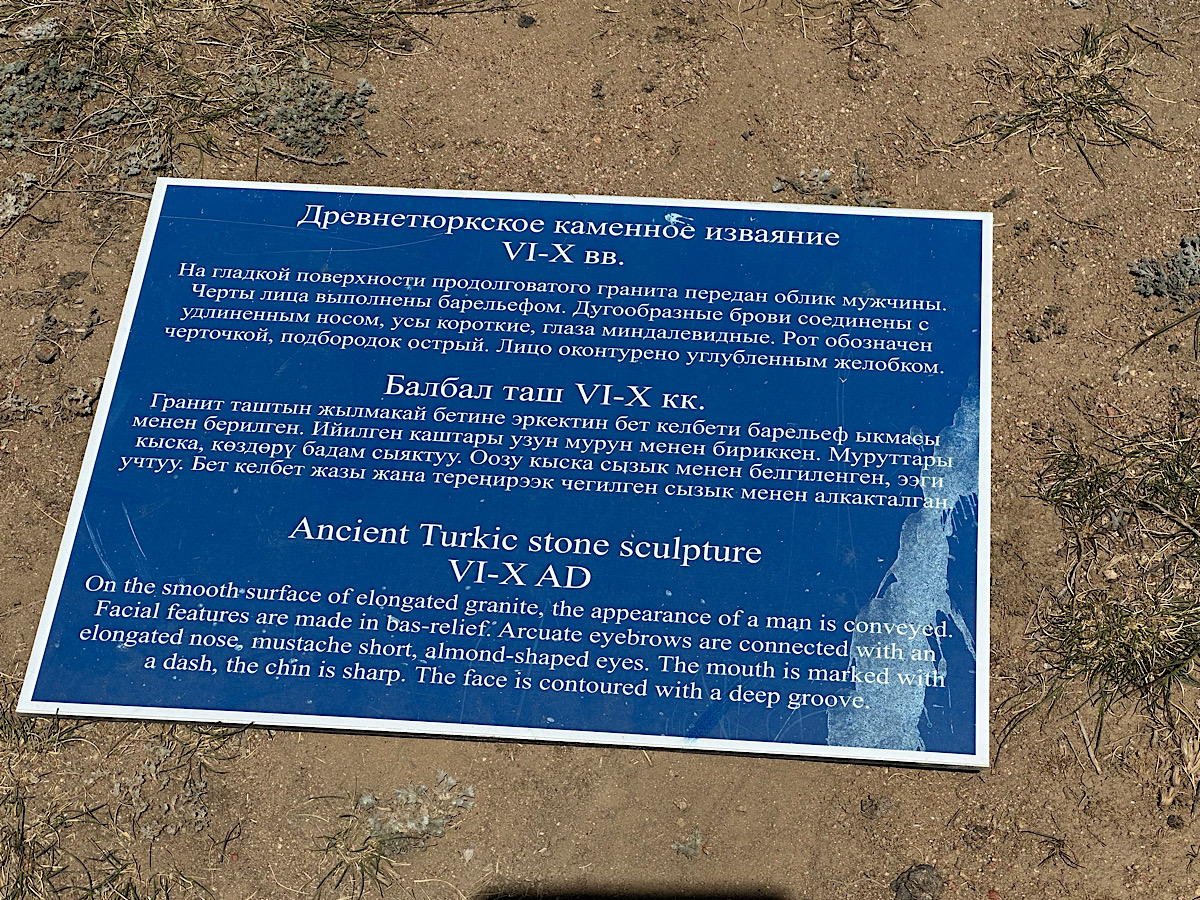 Древнетюркское каменное изваяние
VI-X вв.
На гладкой поверхности продолговатого гранита передан облик мужчины.
Черты лица выполнены барельефом. Дугообразные брови соединены с
удлиненным носом, усы короткие, глаза миндалевидные. Рот обозначен
черточкой, подбородок острый. Лицо оконтурено углубленным желобком.
Балбал таш VI-X кк.
Гранит таштын жылмакай бетине эркектин бет келбети барельеф ыкмасы
менен берилген. Ийилген каштары узун мурун менен бириккен. Муруттары
кыска, көздөрү бадам сыяктуу. Оозу кыска сызык менен белгиленген, ээги
учтуу. Бет келбет жазы жана тереңирээк чегилген сызык менен алкакталган.
Ancient Turkic stone sculpture
VI-X AD
On the smooth surface of elongated granite, the appearance of a man is conveyed.
Facial features are made in bas-relief. Arcuate eyebrows are connected with an
elongated nose, mustache short, almond-shaped eyes. The mouth is marked with
a dash, the chin is sharp. The face is contoured with a deep groove.